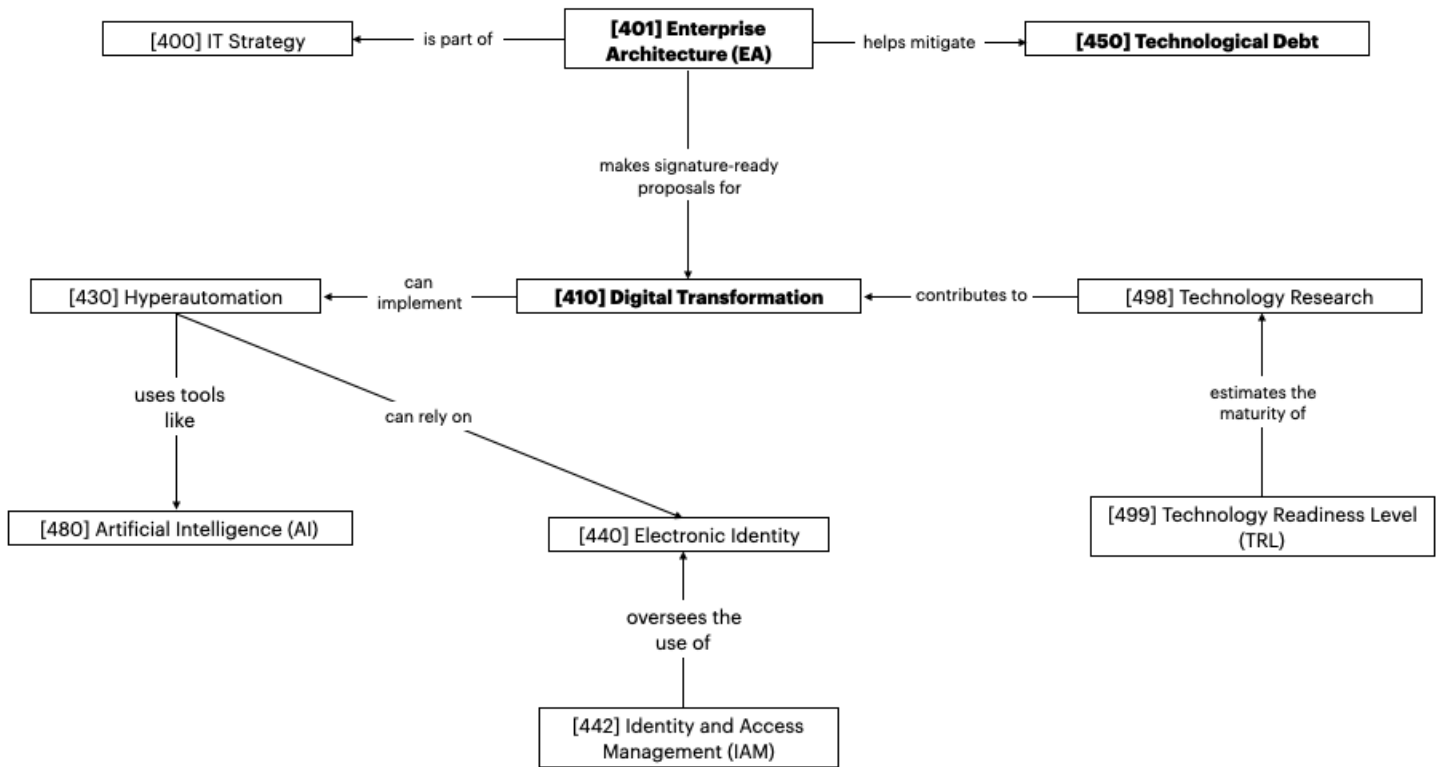 [400] IT Strategy
is part of
[401] Enterprise
Architecture (EA)
helps mitigate
[450] Technological Debt
makes signature-ready
proposals for
[430] Hyperautomation
can
implement
[410] Digital Transformation
contributes to
[498] Technology Research
uses tools
like
can rely on
estimates the
maturity of
[480] Artificial Intelligence (AI)
[440] Electronic Identity
[499] Technology Readiness Level
(TRL)
oversees the
use of
[442] Identity and Access
Management (IAM)